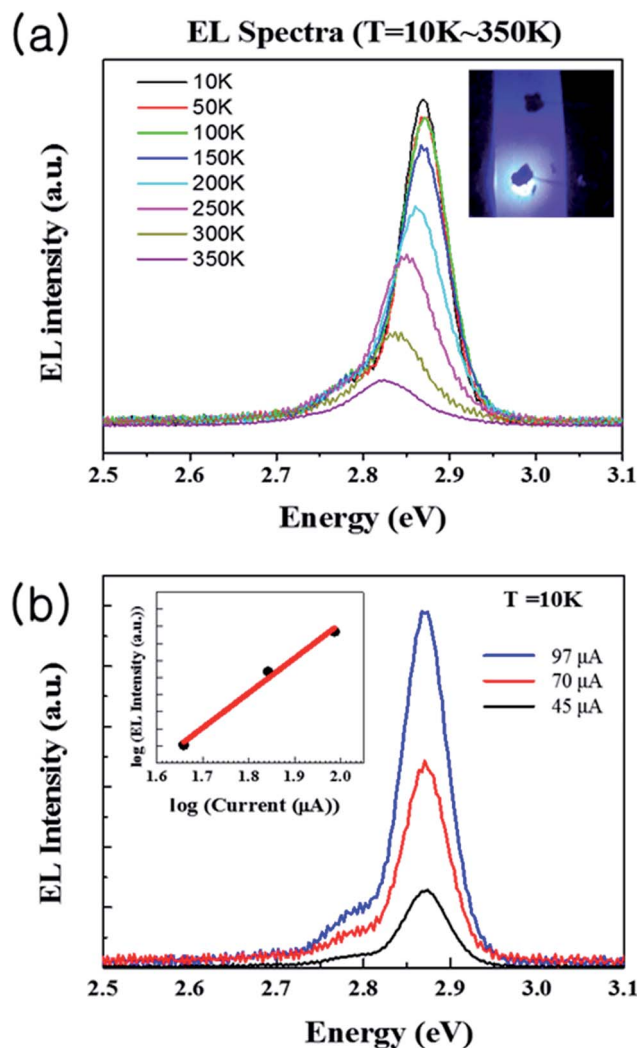 (a)
EL Spectra (T=10K~350K)
10K
50K
100K
150K
200K
250K
300K
350K
EL intensity (a.u.)
2.5 2.6 2.7 2.8 2.9 3.0 3.1
Energy (eV)
(b)
T =10K
97 μA
70 μA
45 μA
log (EL Intensity (a.u.))
1.6 1.7 1.8 1.9 2.0
log (Current (μA))
EL Intensity (a.u.)
2.5 2.6 2.7 2.8 2.9 3.0 3.1
Energy (eV)